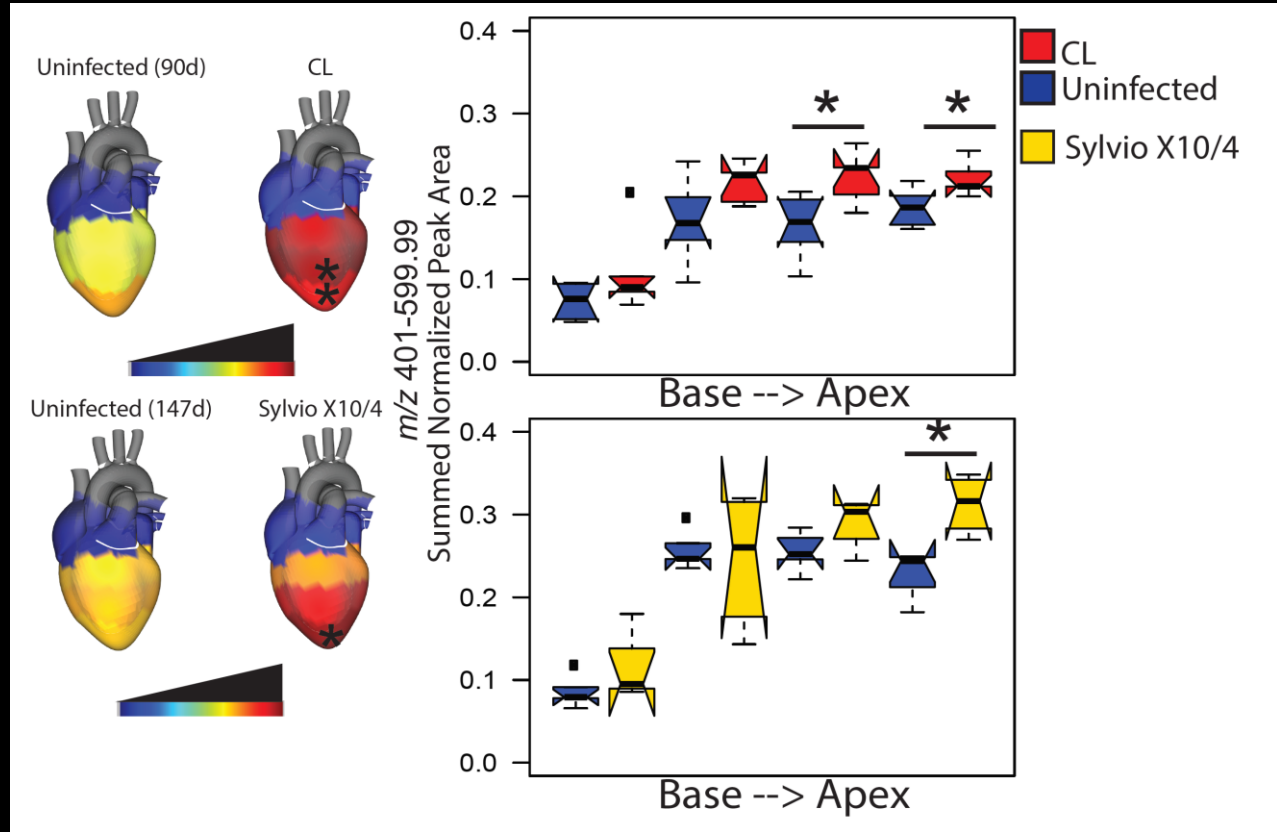 Uninfected (90d)
CL
*
*
Uninfected (147d)
Sylvio X10/4
*
m/z 401-599.99
Summed Normalized Peak Area
0.4
0.3
0.2
0.1
0.0
*
*
Base --> Apex
0.4
0.3
0.2
0.1
0.0
*
Base --> Apex
CL
Uninfected
Sylvio X10/4